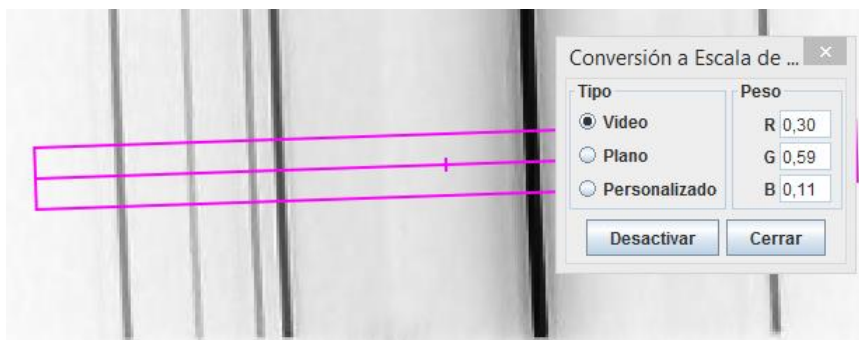 Conversión a Escala de ...
Tipo
Peso
Video
R 0,30
Plano
G 0,59
Personalizado
B 0,11
Desactivar
Cerrar